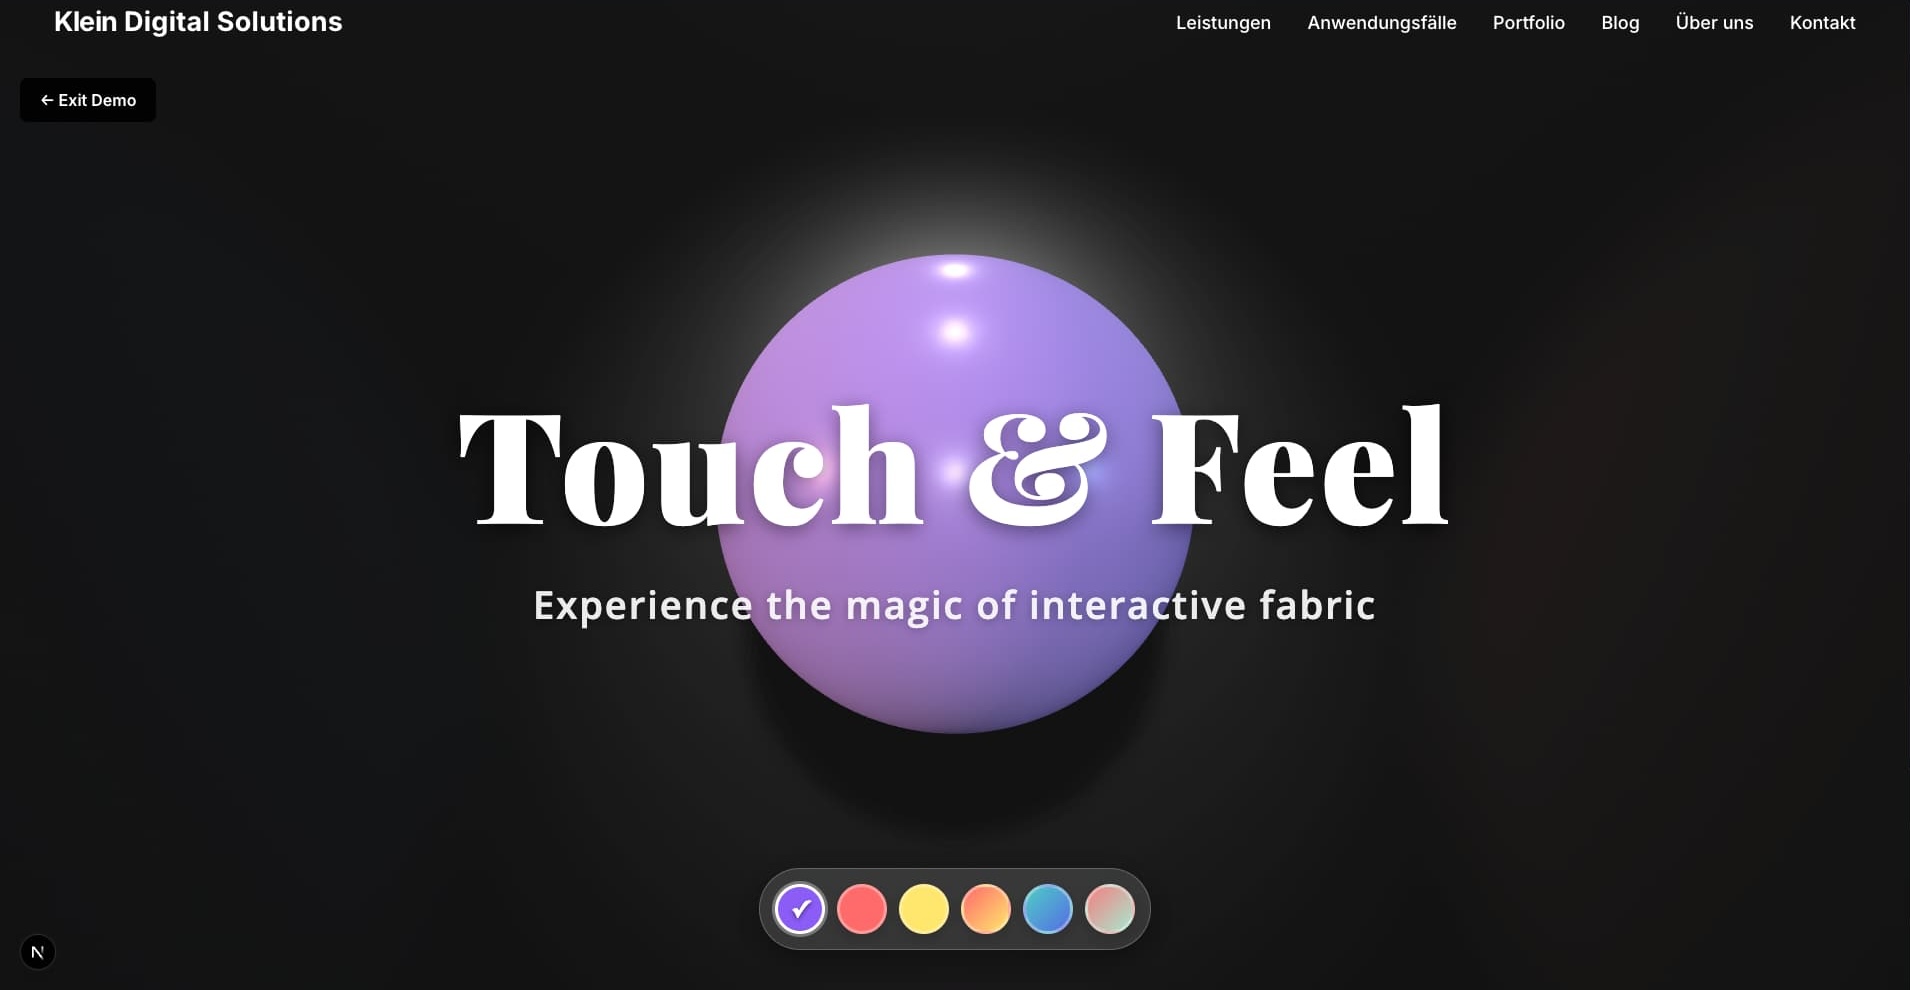 Klein Digital Solutions
Leistungen Anwendungsfälle Portfolio Blog Über uns Kontakt
← Exit Demo
Touch & Feel
Experience the magic of interactive fabric
✓
N